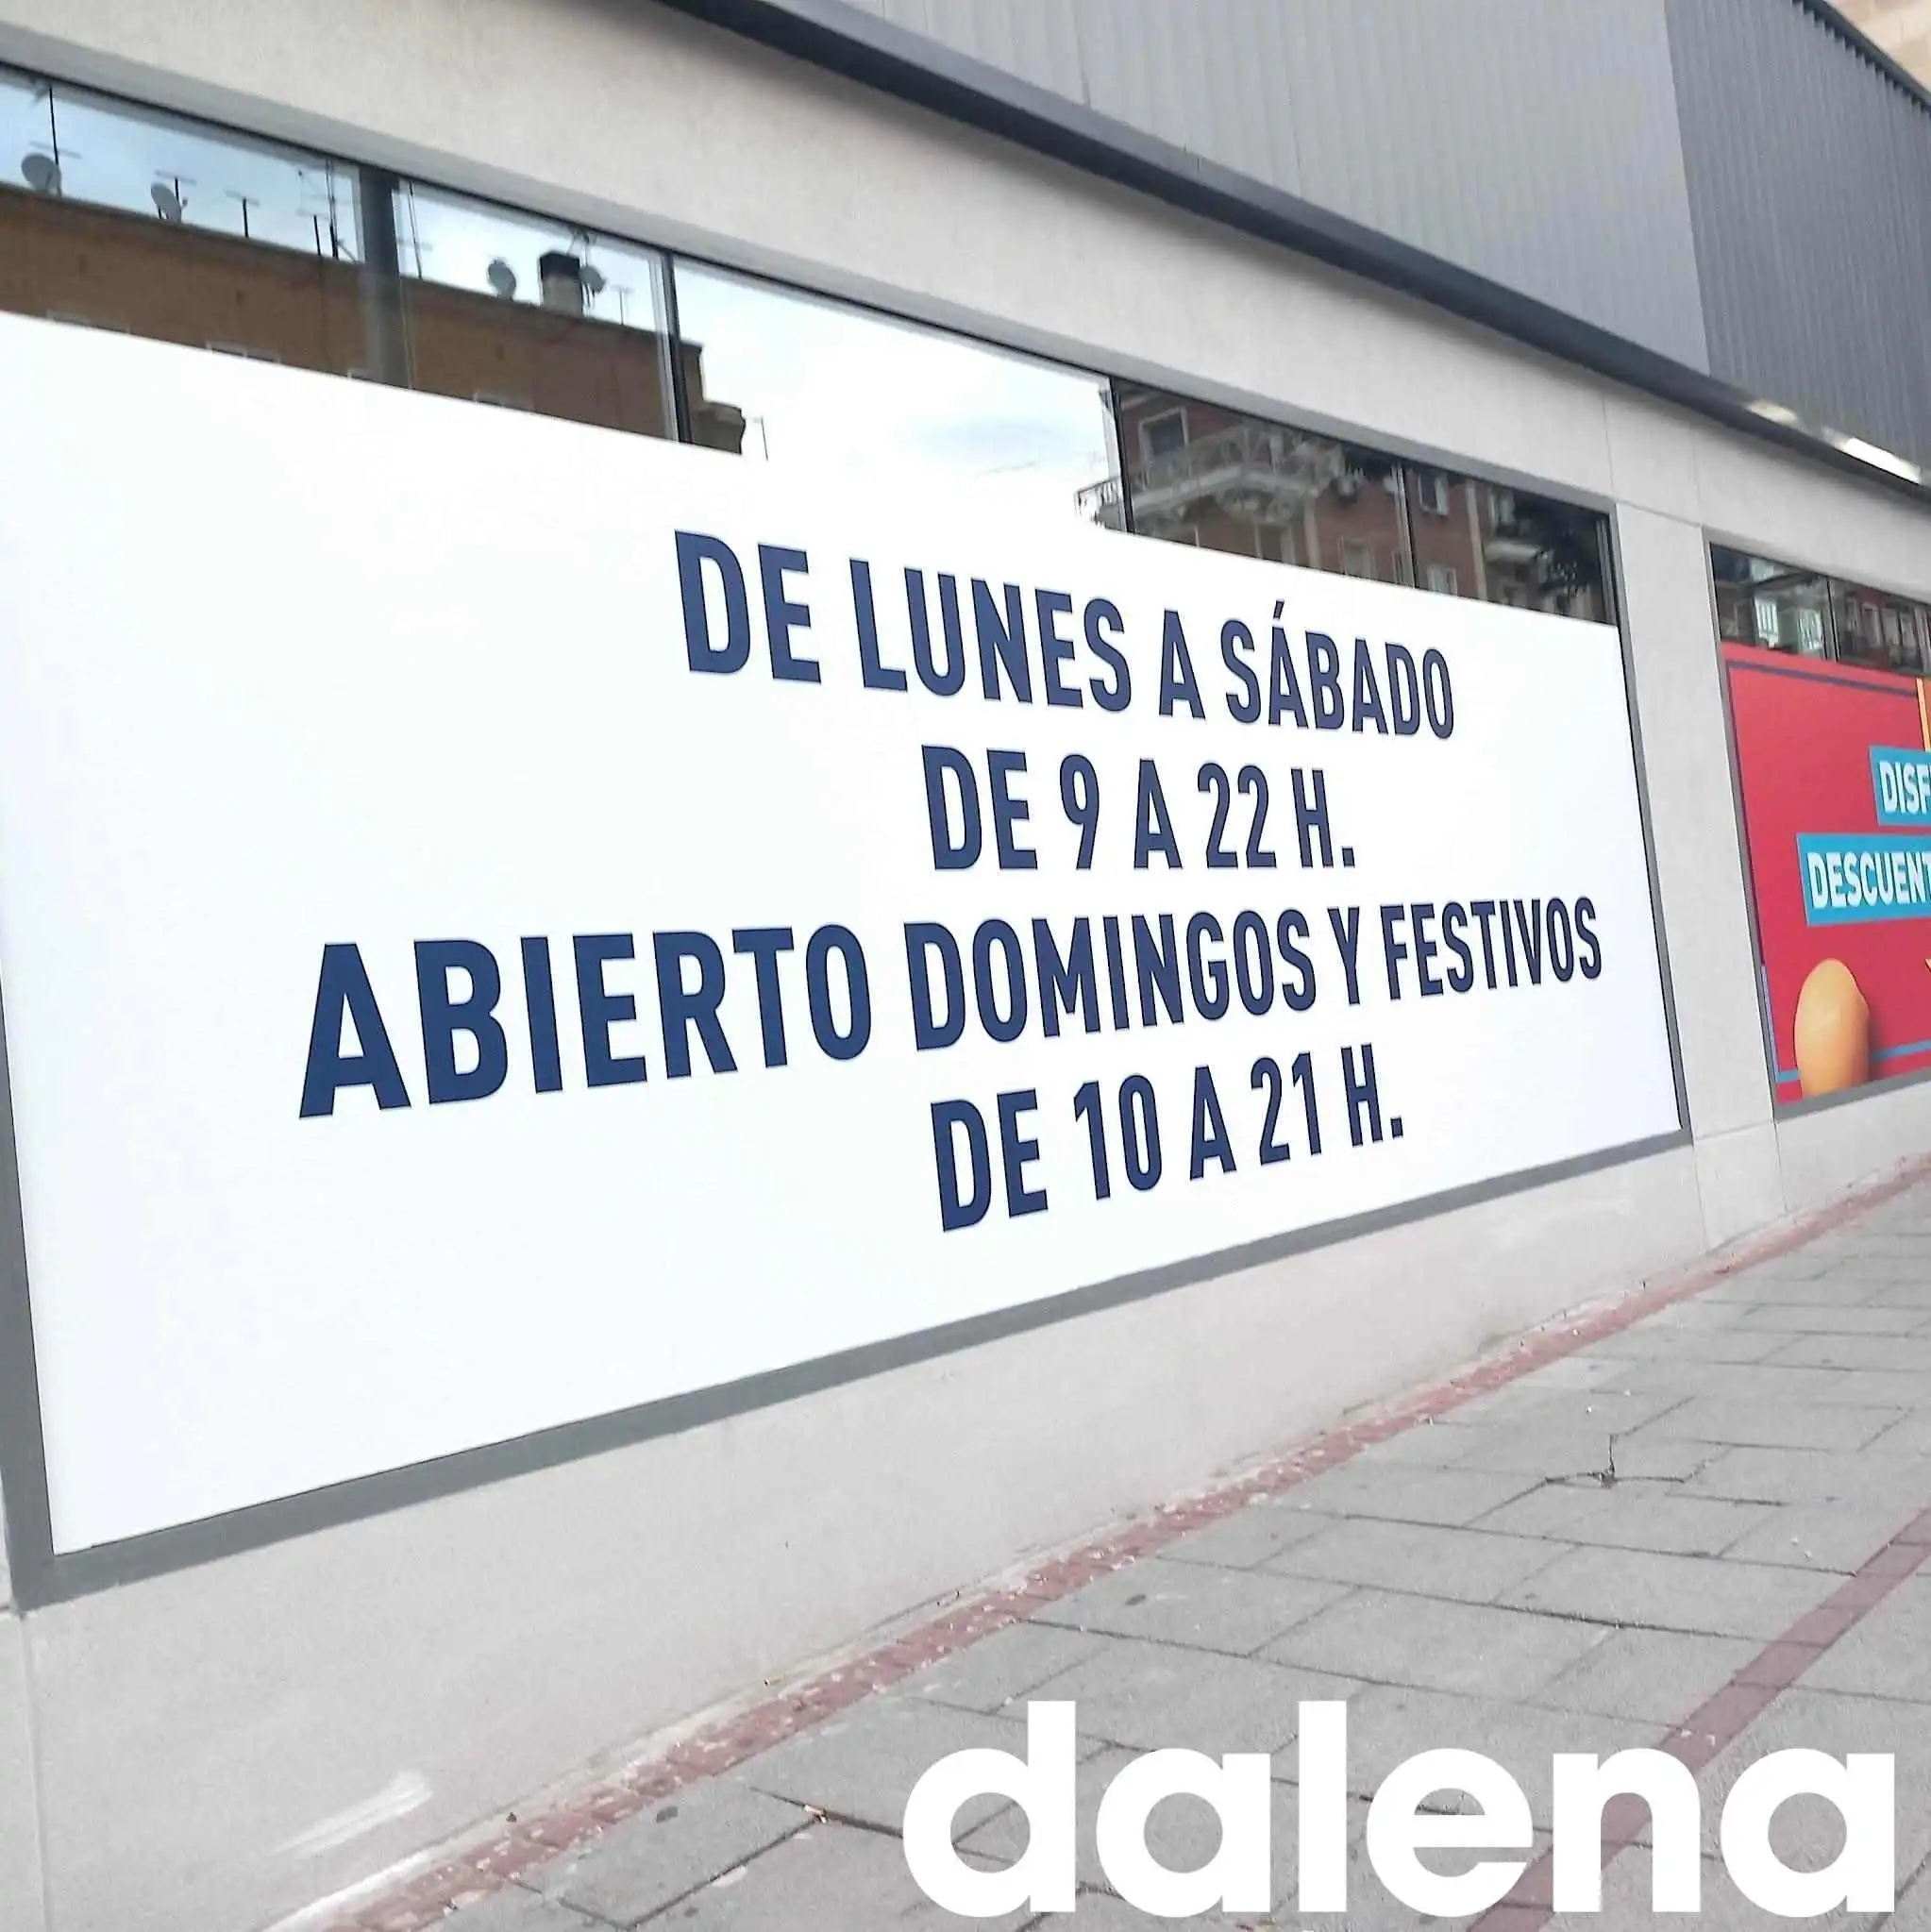 DE LUNES A SÁBADO
DE 9 A 22 H.
ABIERTO DOMINGOS Y FESTIVOS
DE 10 A 21 H.
dalena